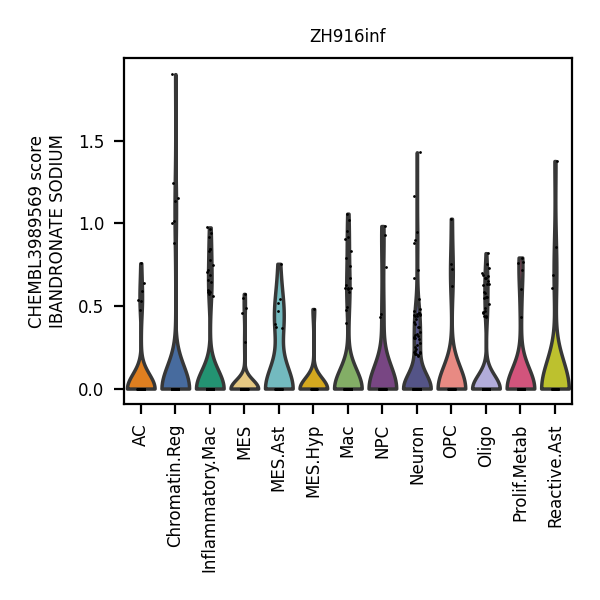 ZH916inf
CHEMBL3989569 score
IBANDRONATE SODIUM
1.5
1.0
0.5
0.0
AC
Chromatin.Reg
Inflammatory.Mac
MES
MES.Ast
MES.Hyp
Mac
NPC
Neuron
OPC
Oligo
Prolif.Metab
Reactive.Ast